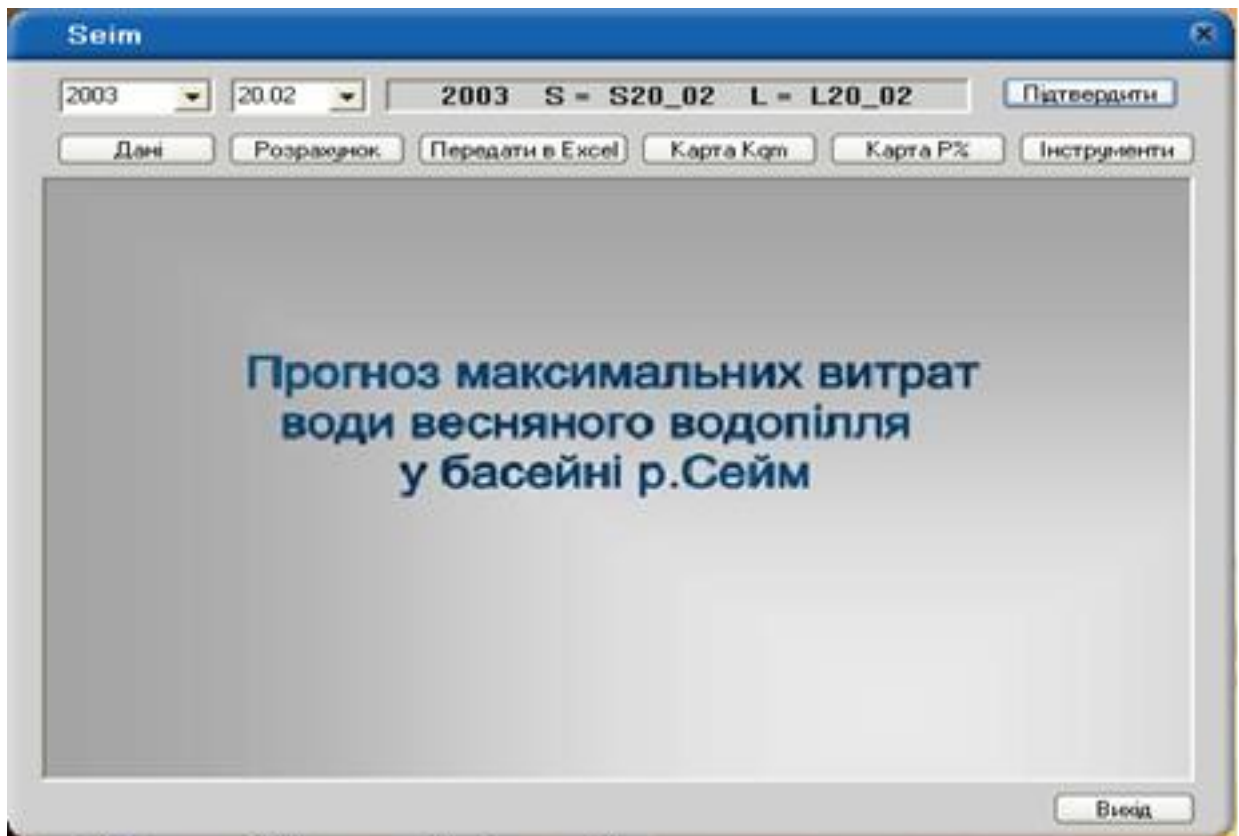 Seim
2003 20.02 2003 S = S20_02 L = L20_02 Підтвердити
Дані Розрахунок Передати в Excel Карта Kqm Карта P% Інструменти
Прогноз максимальних витрат
води весняного водопілля
у басейні р.Сейм
Вихід